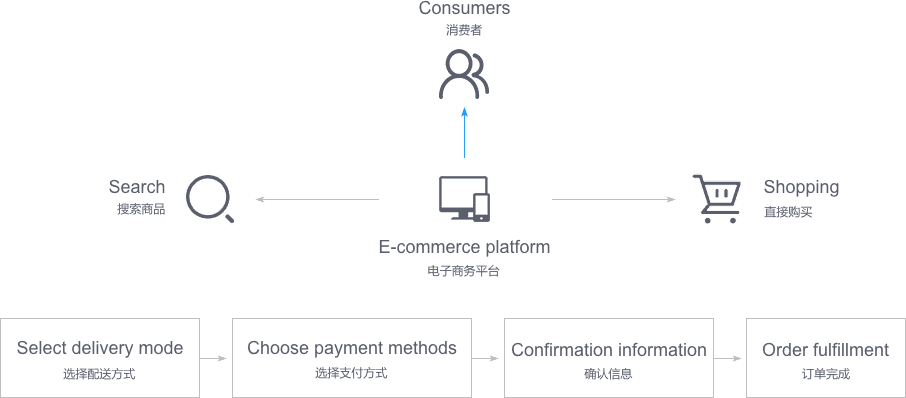 Consumers
消费者
Search
搜索商品
Shopping
直接购买
E-commerce platform
电子商务平台
Select delivery mode
选择配送方式
Choose payment methods
选择支付方式
Confirmation information
确认信息
Order fulfillment
订单完成